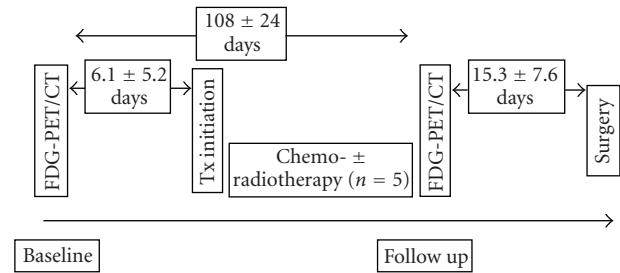 108 ± 24
days
FDG-PET/CT
6.1 ± 5.2
days
Tx initiation
Chemo- ±
radiotherapy (n = 5)
FDG-PET/CT
15.3 ± 7.6
days
Surgery
Baseline
Follow up